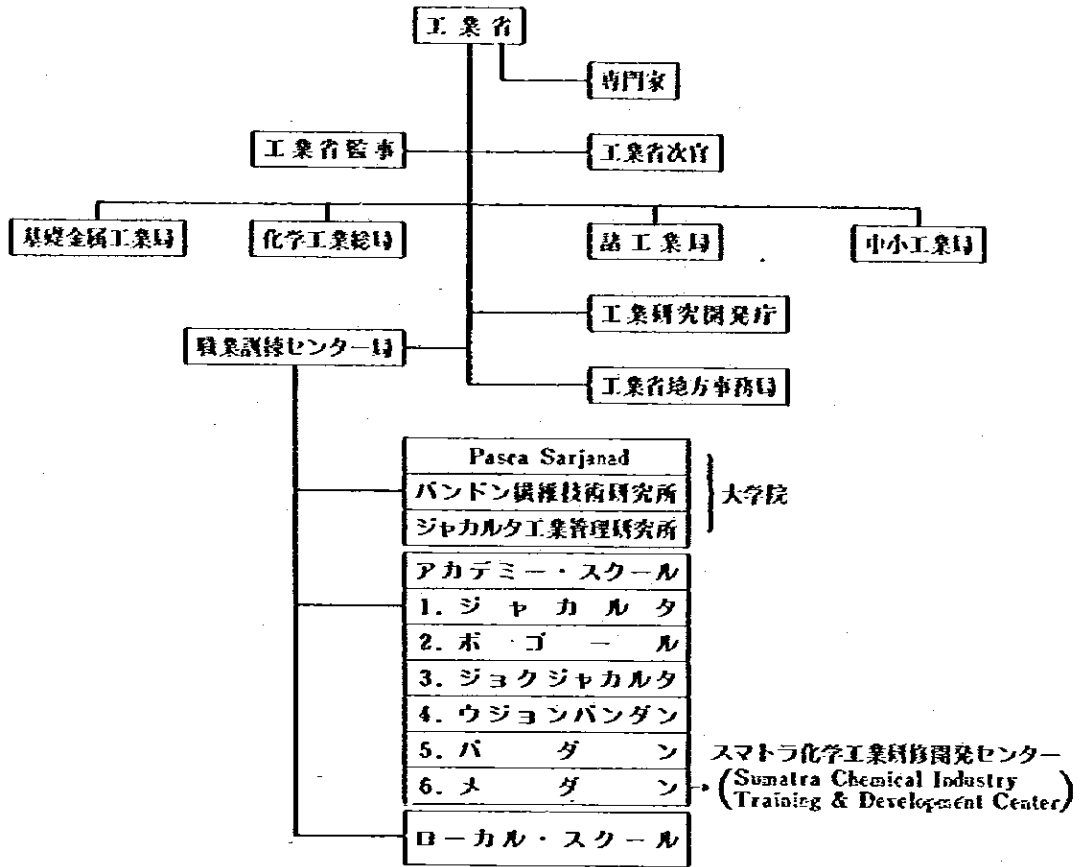 工業省
専門家
工業省監事
工業省次官
基礎金属工業局
化学工業総局
諸工業局
中小工業局
工業研究開発庁
職業訓練センター局
工業省地方事務局
Pasca Sarjanad
バンドン繊維技術研究所
ジャカルタ工業管理研究所
大学院
アカデミー・スクール
1. ジャカルタ
2. ボゴール
3. ジョクジャカルタ
4. ウジョンパンダン
5. パダン
6. メダン
スマトラ化学工業研修開発センター
(Sumatra Chemical Industry
Training & Development Center)
ローカル・スクール